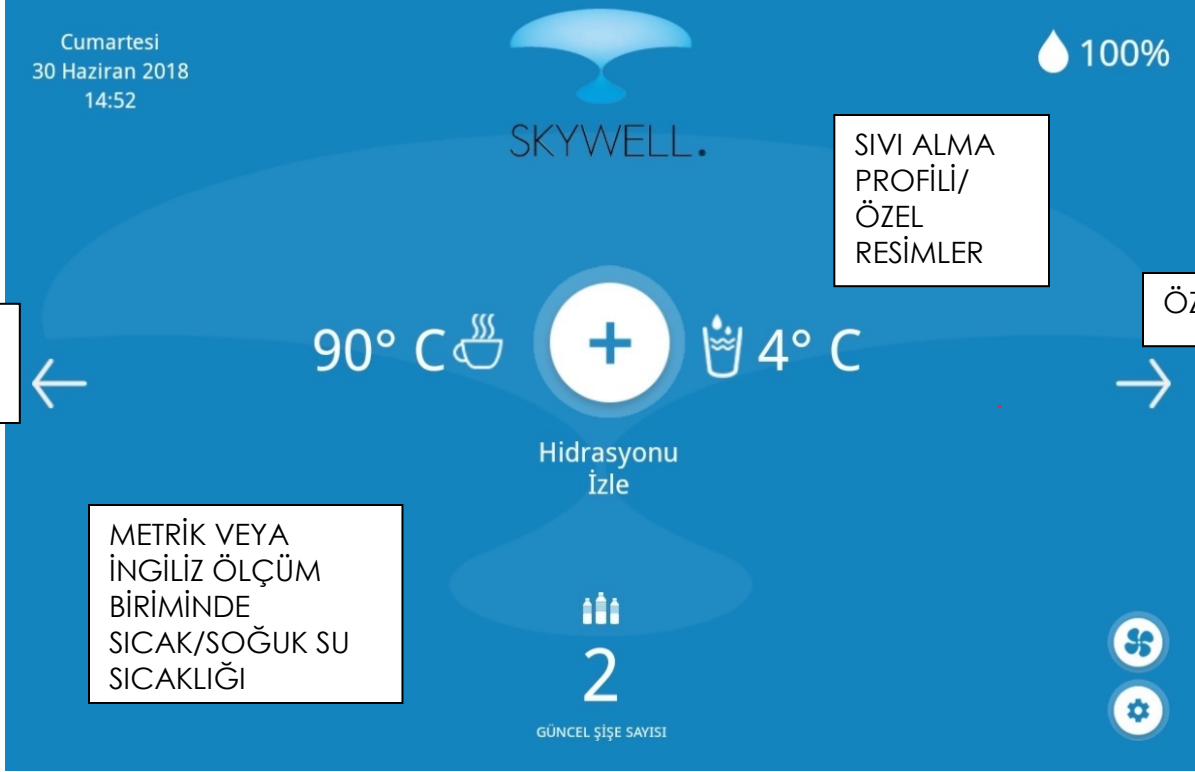 Cumartesi
30 Haziran 2018
14:52
SKYWELL.
100%
SIVI ALMA
PROFİLİ/
ÖZEL
RESİMLER
90° C
4° C
Hidrasyonu
İzle
METRİK VEYA
İNGİLİZ ÖLÇÜM
BİRİMİNDE
SICAK/SOĞUK SU
SICAKLIĞI
2
GÜNCEL ŞİŞE SAYISI